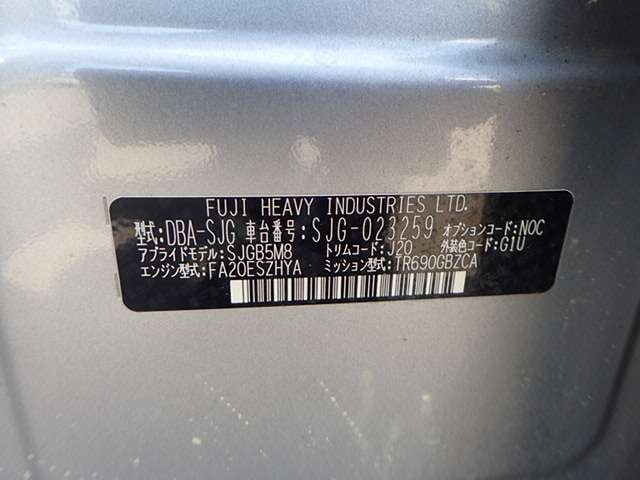 FUJI HEAVY INDUSTRIES LTD.
型式:DBA-SJG 車台番号:SJG-023259 オプションコード:NOC
アプライドモデル:SJGB5M8 トリムコード:J20 外装色コード:G1U
エンジン型式:FA20ESZHYA ミッション型式:TR690GBZCA